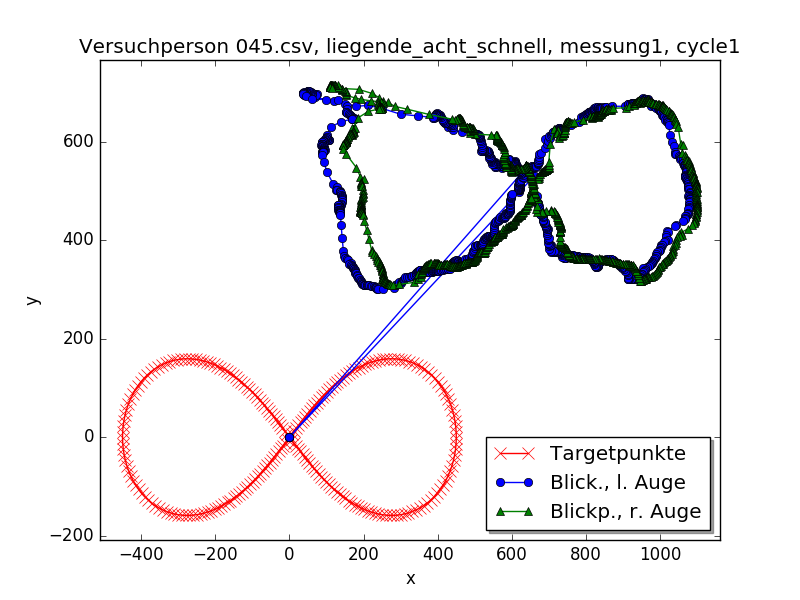 Versuchperson 045.csv, liegende_acht_schnell, messung1, cycle1
600
400
200
0
−200
y
−400 −200 0 200 400 600 800 1000
x
Targetpunkte
Blick., l. Auge
Blickp., r. Auge